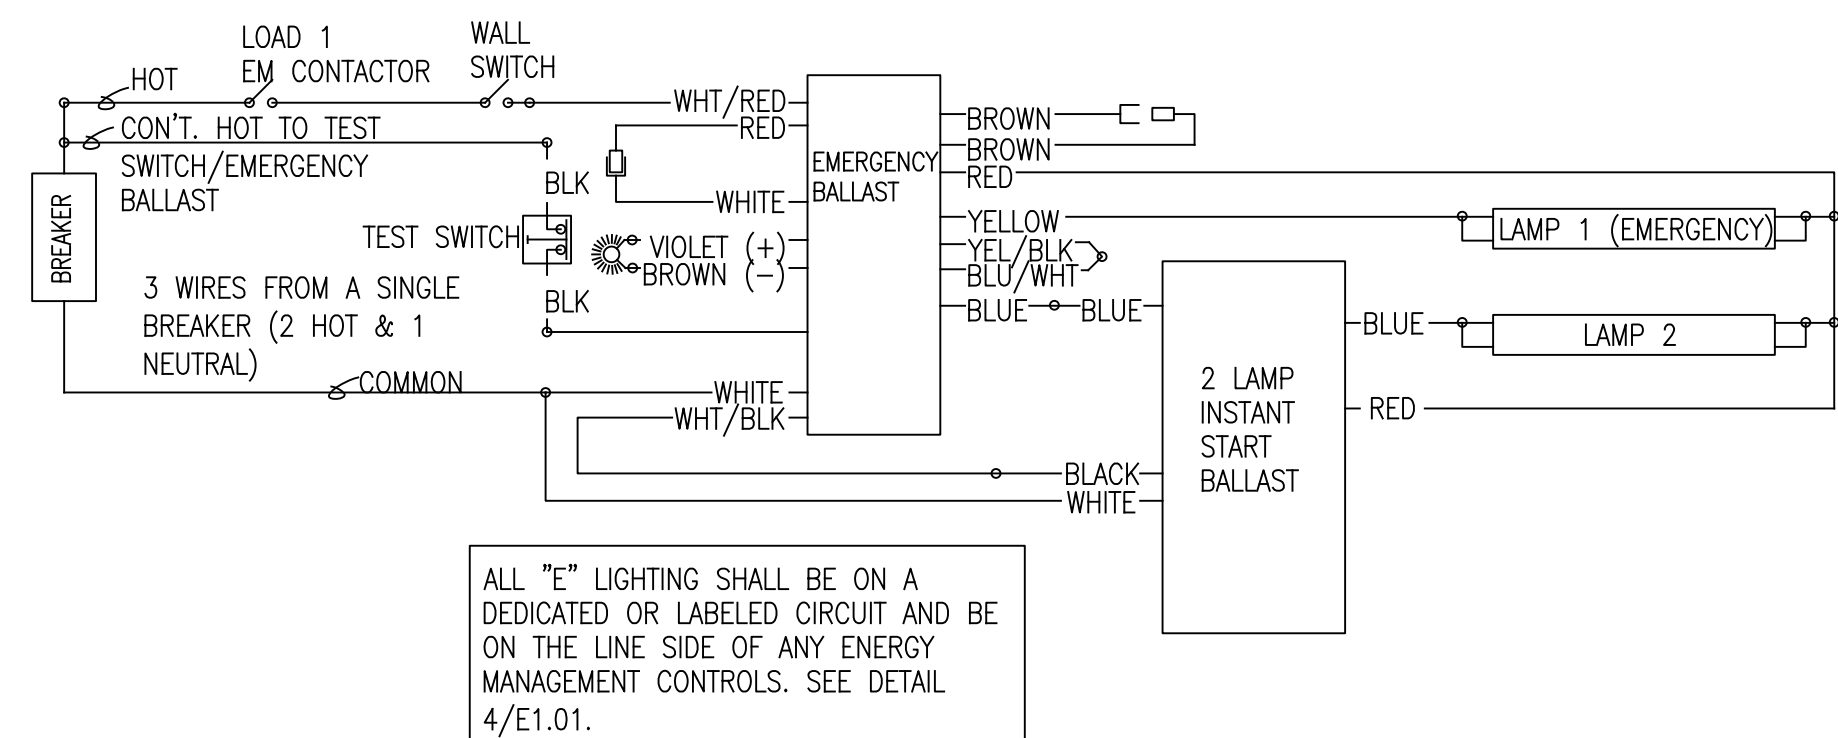 LOAD 1
EM CONTACTOR
WALL
SWITCH
HOT
CON'T. HOT TO TEST
SWITCH/EMERGENCY
BALLAST
BREAKER
3 WIRES FROM A SINGLE
BREAKER (2 HOT & 1
NEUTRAL)
COMMON
BLK
TEST SWITCH
BLK
WHT/RED
RED
WHITE
VIOLET (+)
BROWN (-)
WHITE
WHT/BLK
EMERGENCY
BALLAST
BROWN
BROWN
RED
YELLOW
YEL/BLK
BLU/WHT
BLUE
BLUE
BLACK
WHITE
2 LAMP
INSTANT
START
BALLAST
BLUE
RED
LAMP 1 (EMERGENCY)
LAMP 2
ALL "E" LIGHTING SHALL BE ON A
DEDICATED OR LABELED CIRCUIT AND BE
ON THE LINE SIDE OF ANY ENERGY
MANAGEMENT CONTROLS. SEE DETAIL
4/E1.01.